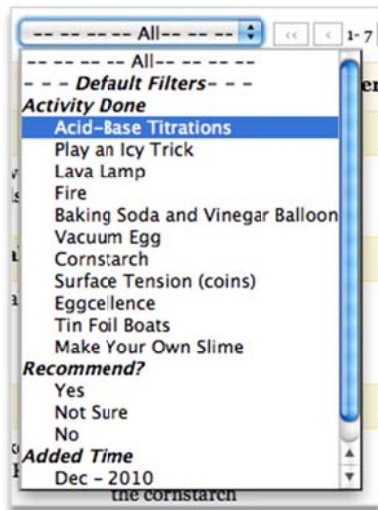 -- -- -- -- All-- -- -- --
1- 7
-- -- -- -- All-- -- -- --
- - - Default Filters- - -
Activity Done
Acid-Base Titrations
Play an Icy Trick
Lava Lamp
Fire
Baking Soda and Vinegar Balloon
Vacuum Egg
Cornstarch
Surface Tension (coins)
Eggcellence
Tin Foil Boats
Make Your Own Slime
Recommend?
Yes
Not Sure
No
Added Time
Dec - 2010
the cornstarch